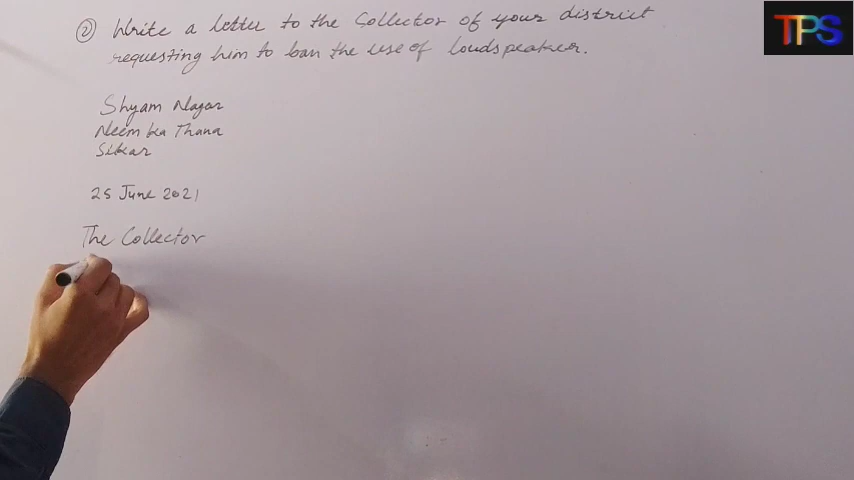 (2) Write a letter to the Collector of your district
requesting him to ban the use of loudspeaker.
TPS
Shyam Nagar
Neem ka Thana
Sikar
25 June 2021
The Collector